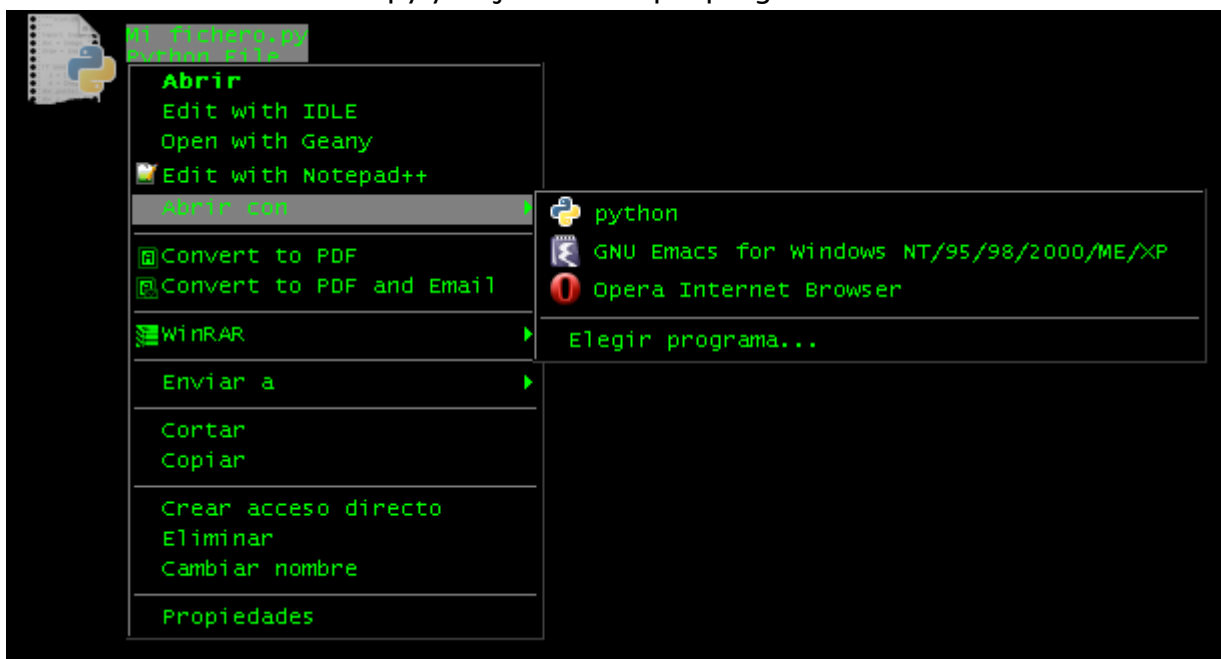 Mi fichero.py
Python File
Abrir
Edit with IDLE
Open with Geany
Edit with Notepad++
Abrir con
python
GNU Emacs for Windows NT/95/98/2000/ME/XP
Opera Internet Browser
Elegir programa...
Convert to PDF
Convert to PDF and Email
WinRAR
Enviar a
Cortar
Copiar
Crear acceso directo
Eliminar
Cambiar nombre
Propiedades